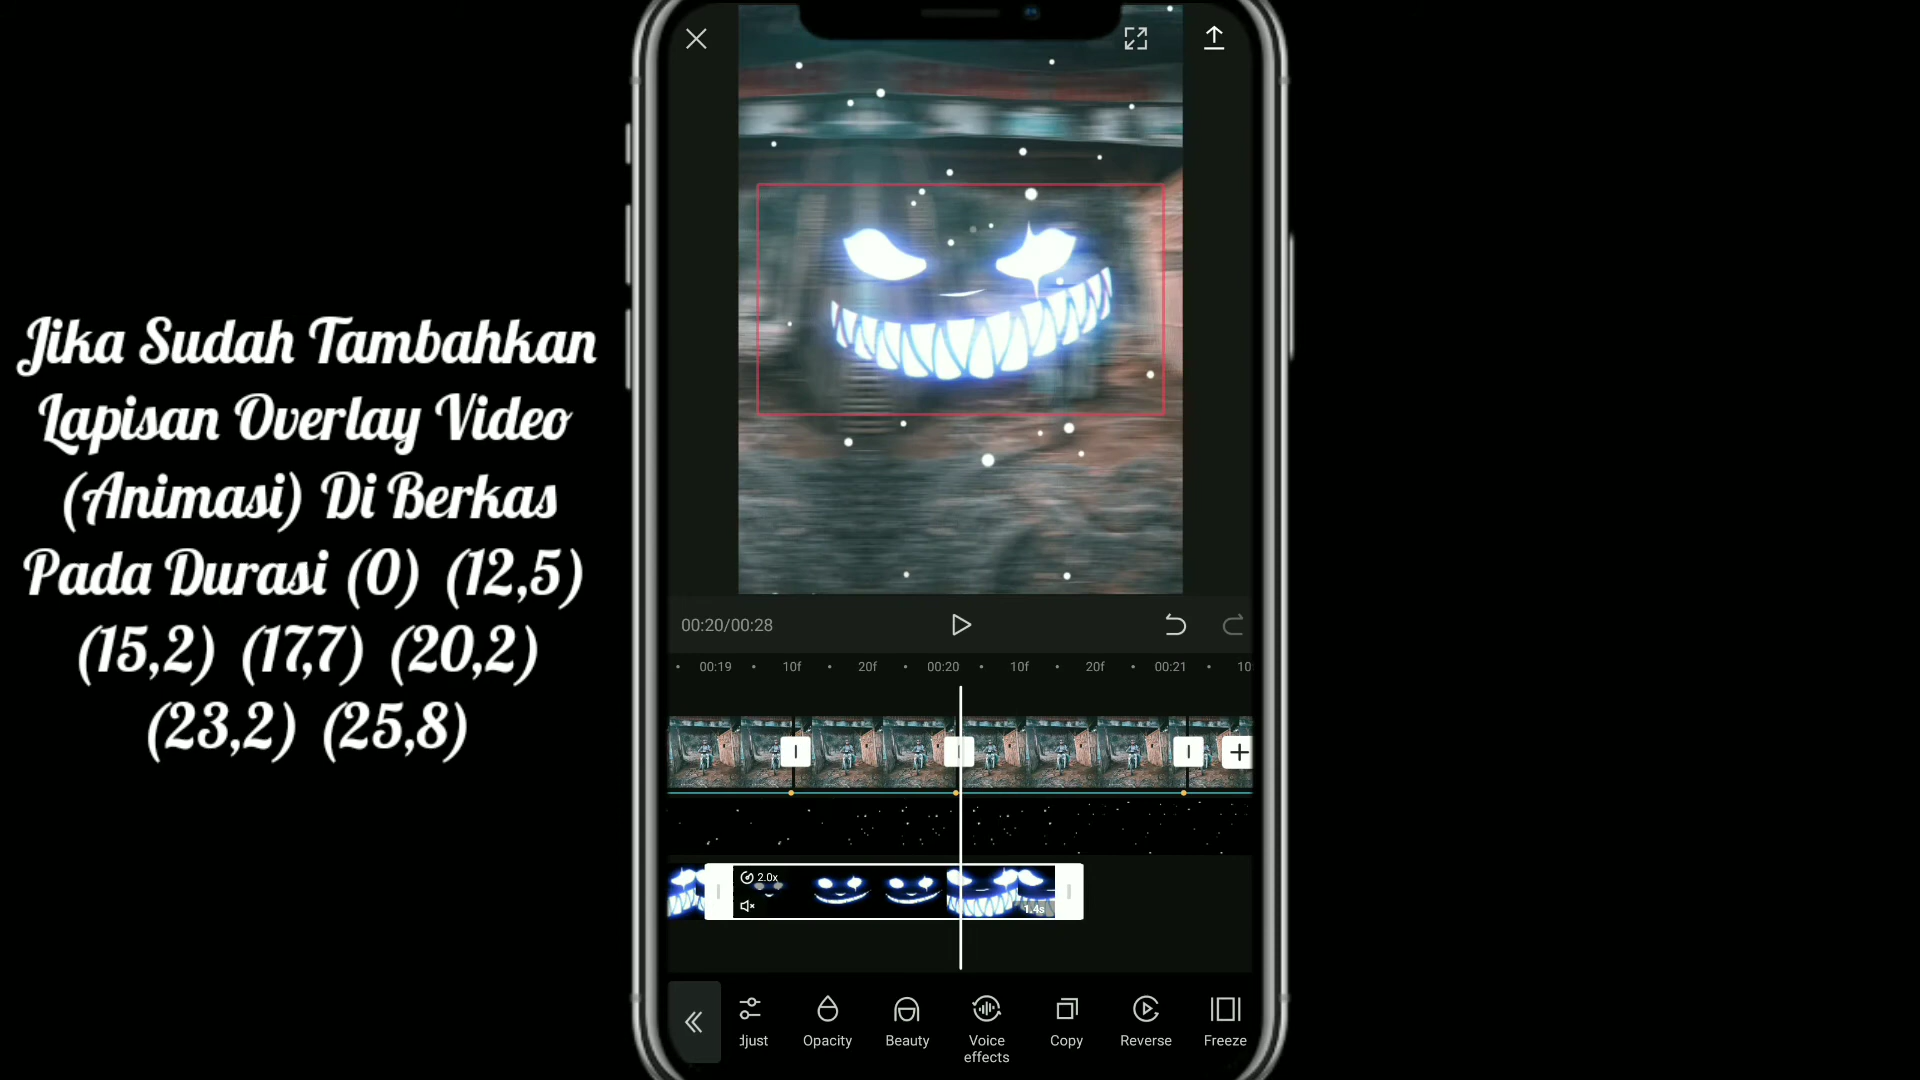 Jika Sudah Tambahkan
Lapisan Overlay Video
(Animasi) Di Berkas
Pada Durasi (0) (12,5)
(15,2) (17,7) (20,2)
(23,2) (25,8)
00:20/00:28
00:19 10f 20f 00:20 10f 20f 00:21 10:
2.0x
1.4s
djust Opacity Beauty Voice effects Copy Reverse Freeze